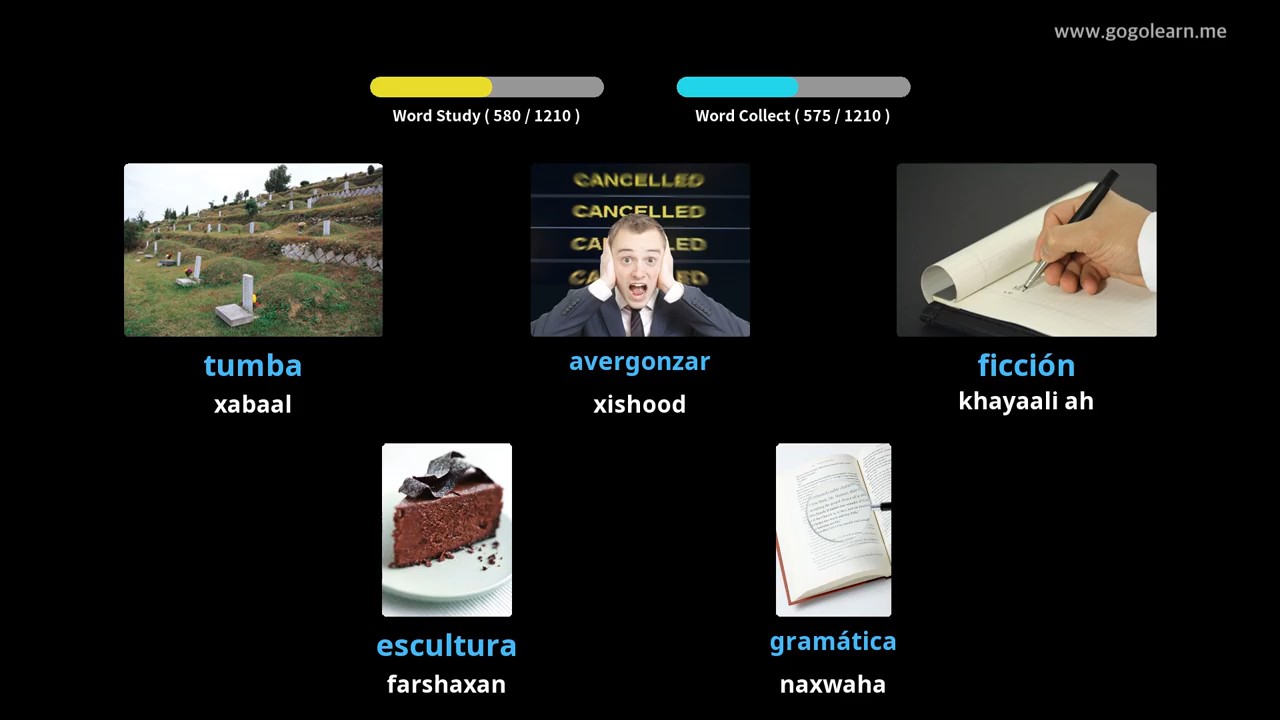 www.gogolearn.me
Word Study ( 580 / 1210 )
Word Collect ( 575 / 1210 )
CANCELLED
CANCELLED
tumba
xabaal
avergonzar
xishood
ficción
khayaali ah
escultura
farshaxan
gramática
naxwaha